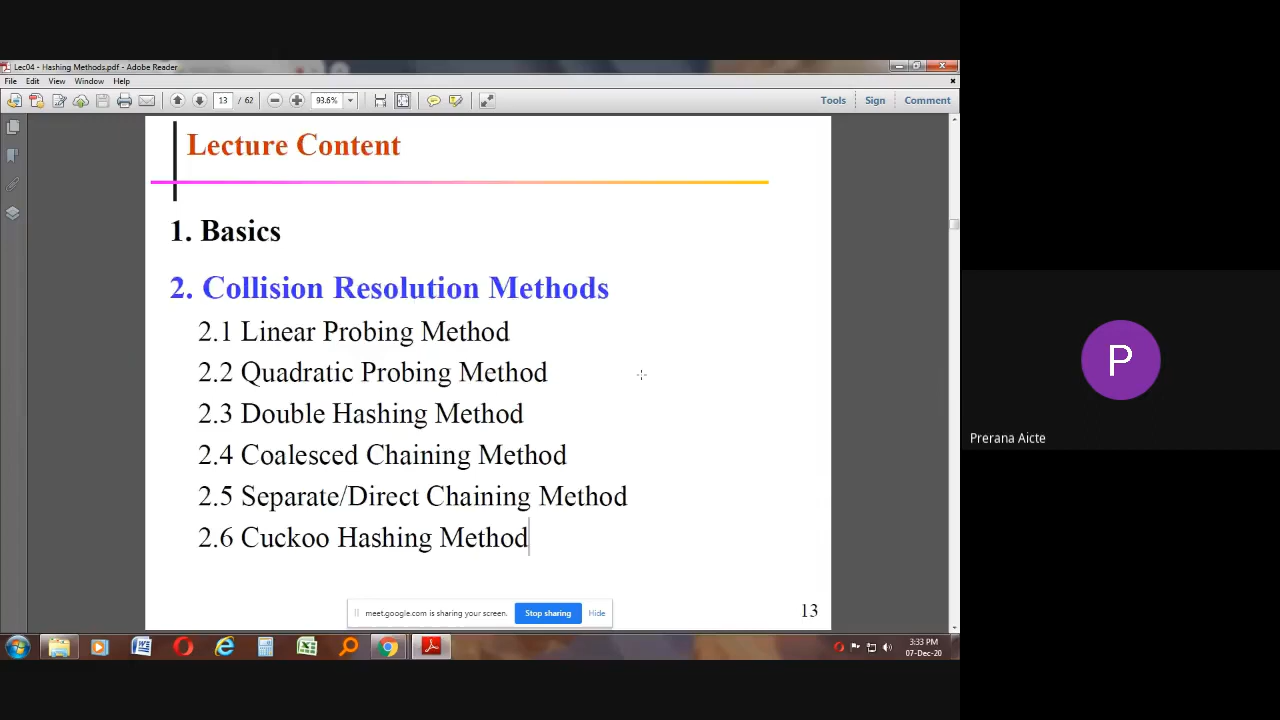 Lec04 - Hashing Methods.pdf - Adobe Reader
File Edit View Window Help
13 / 62 93.6% Tools Sign Comment
Lecture Content
1. Basics
2. Collision Resolution Methods
2.1 Linear Probing Method
2.2 Quadratic Probing Method
2.3 Double Hashing Method
2.4 Coalesced Chaining Method
2.5 Separate/Direct Chaining Method
2.6 Cuckoo Hashing Method
13
meet.google.com is sharing your screen. Stop sharing Hide
3:33 PM
07-Dec-20
P
Prerana Aicte